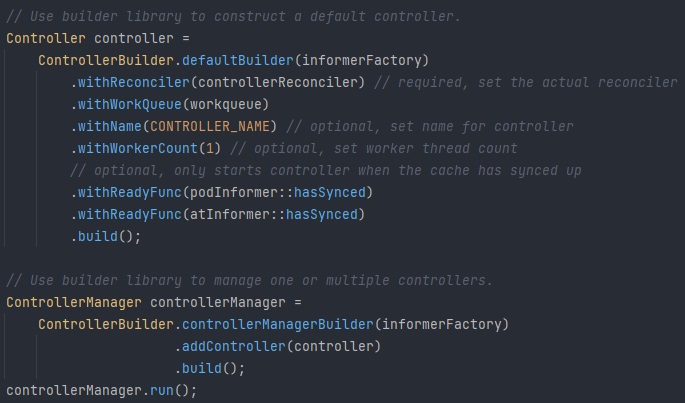 // Use builder library to construct a default controller.
Controller controller =
    ControllerBuilder.defaultBuilder(informerFactory)
        .withReconciler(controllerReconciler) // required, set the actual reconciler
        .withWorkQueue(workqueue)
        .withName(CONTROLLER_NAME) // optional, set name for controller
        .withWorkerCount(1) // optional, set worker thread count
        // optional, only starts controller when the cache has synced up
        .withReadyFunc(podInformer::hasSynced)
        .withReadyFunc(atInformer::hasSynced)
        .build();

// Use builder library to manage one or multiple controllers.
ControllerManager controllerManager =
    ControllerBuilder.controllerManagerBuilder(informerFactory)
                     .addController(controller)
                     .build();
controllerManager.run();